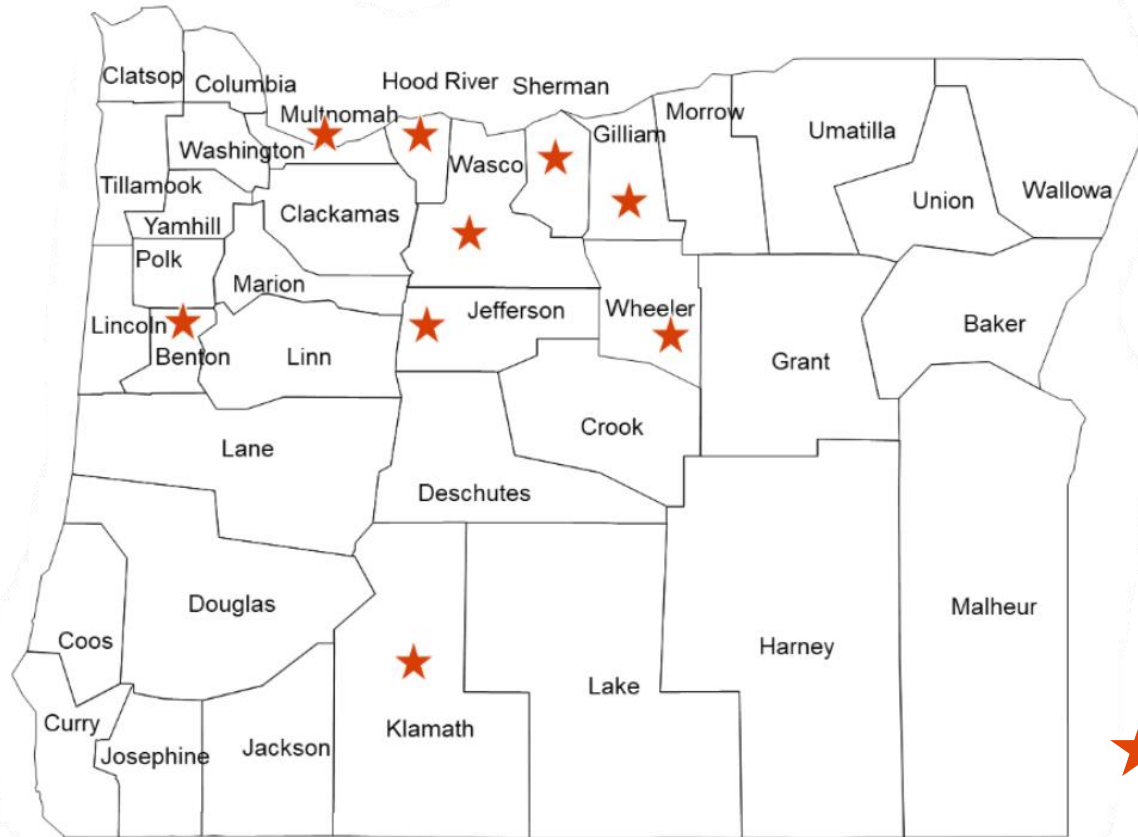 Clatsop
Columbia
Hood River
Sherman
Multnomah
Morrow
Gilliam
Umatilla
Washington
Wasco
Tillamook
Wallowa
Union
Clackamas
Yamhill
Polk
Marion
Jefferson
Wheeler
Lincoln
Baker
Benton
Linn
Grant
Crook
Lane
Deschutes
Douglas
Malheur
Coos
Harney
Lake
Curry
Klamath
Jackson
Josephine